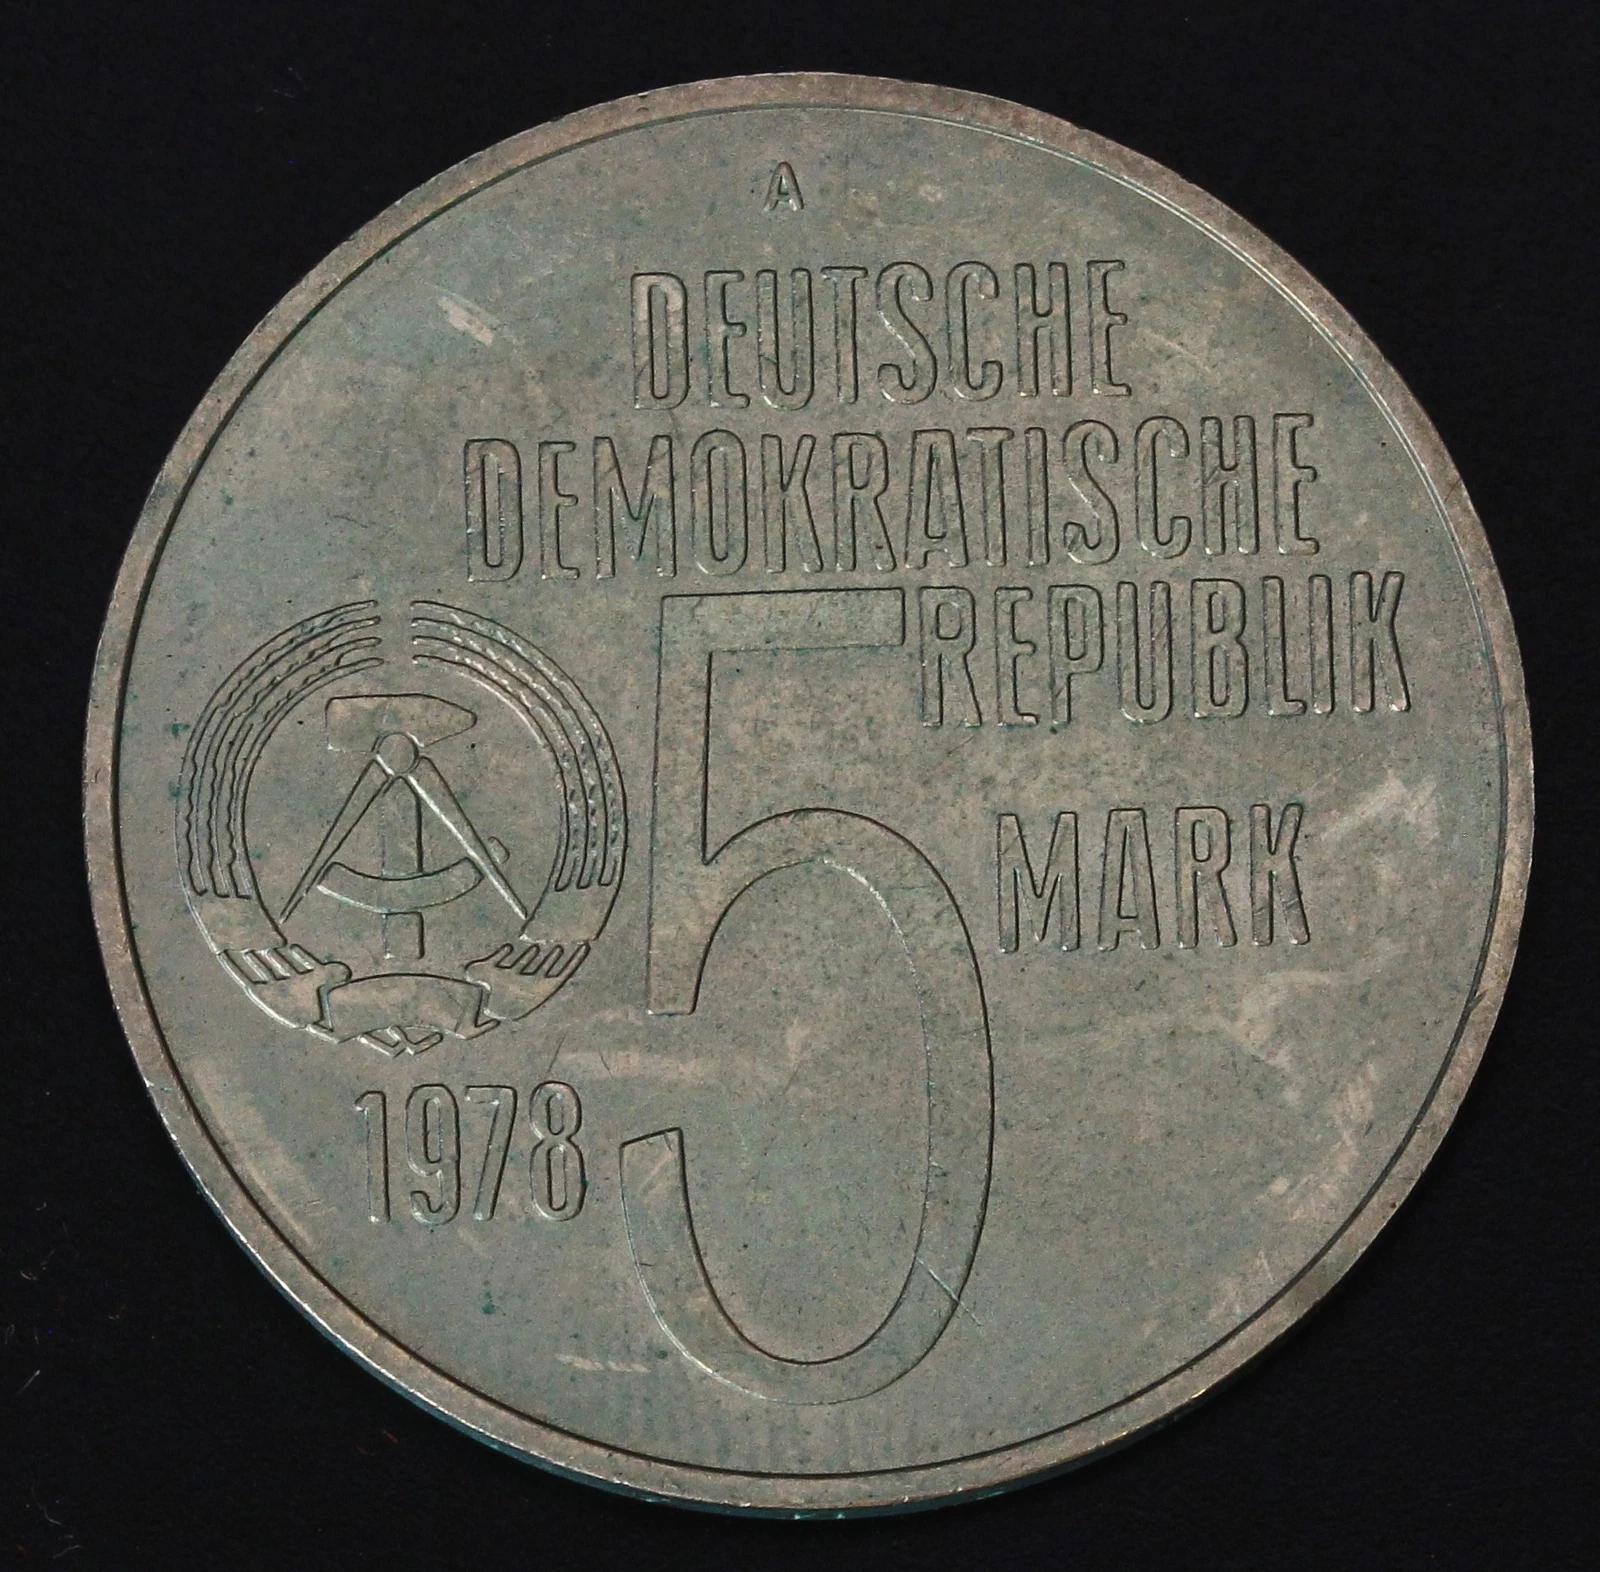 A
DEUTSCHE
DEMOKRATISCHE
REPUBLIK
5
MARK
1978